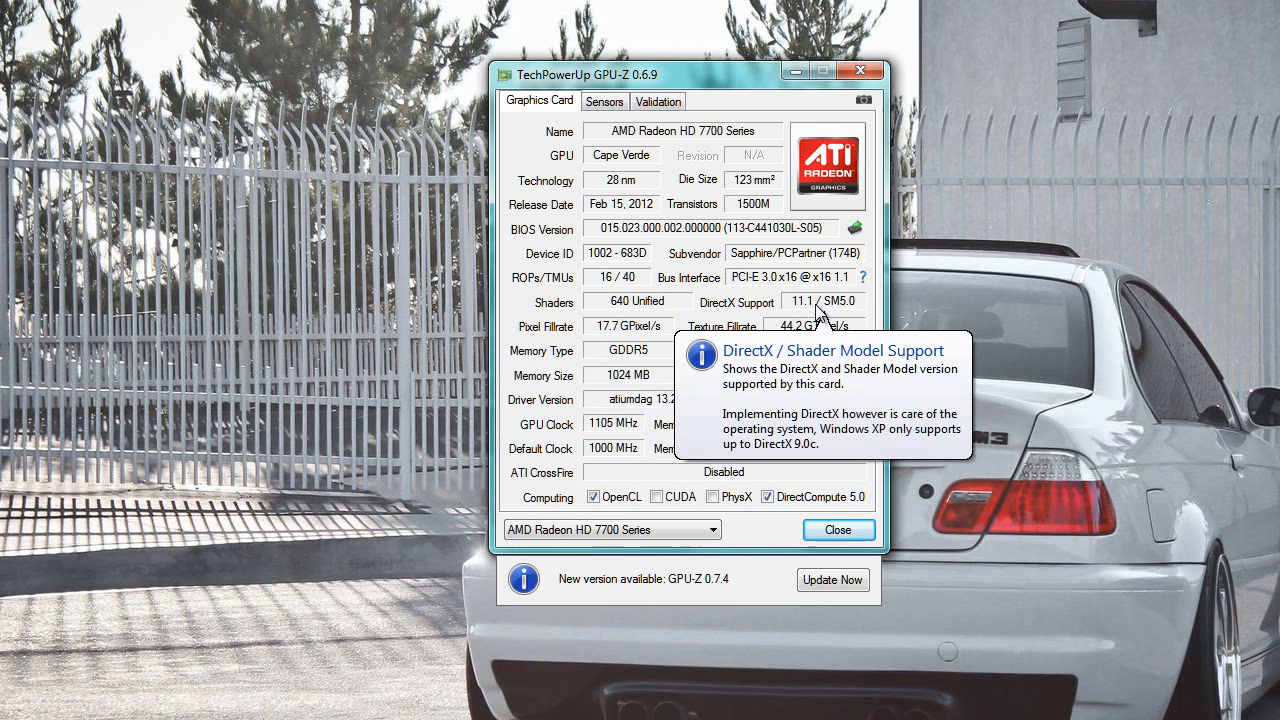 TechPowerUp GPU-Z 0.6.9
Graphics Card Sensors Validation
Name AMD Radeon HD 7700 Series
ATI
RADEON
GRAPHICS
GPU Cape Verde Revision N/A
Technology 28 nm Die Size 123 mm²
Release Date Feb 15, 2012 Transistors 1500M
BIOS Version 015.023.000.002.000000 (113-C441030L-S05)
Device ID 1002 - 683D Subvendor Sapphire/PCPartner (174B)
ROPs/TMUs 16 / 40 Bus Interface PCI-E 3.0 x16 @ x16 1.1 ?
Shaders 640 Unified DirectX Support 11.1 / SM5.0
Pixel Fillrate 17.7 GPixel/s Texture Fillrate 44.2
Memory Type GDDR5
Memory Size 1024 MB
Driver Version atiumdag 13.2
GPU Clock 1105 MHz Mem
Default Clock 1000 MHz Mem
DirectX / Shader Model Support
Shows the DirectX and Shader Model version
supported by this card.
Implementing DirectX however is care of the
operating system, Windows XP only supports
up to DirectX 9.0c.
ATI CrossFire Disabled
Computing OpenCL CUDA PhysX DirectCompute 5.0
AMD Radeon HD 7700 Series Close
New version available: GPU-Z 0.7.4 Update Now
M3